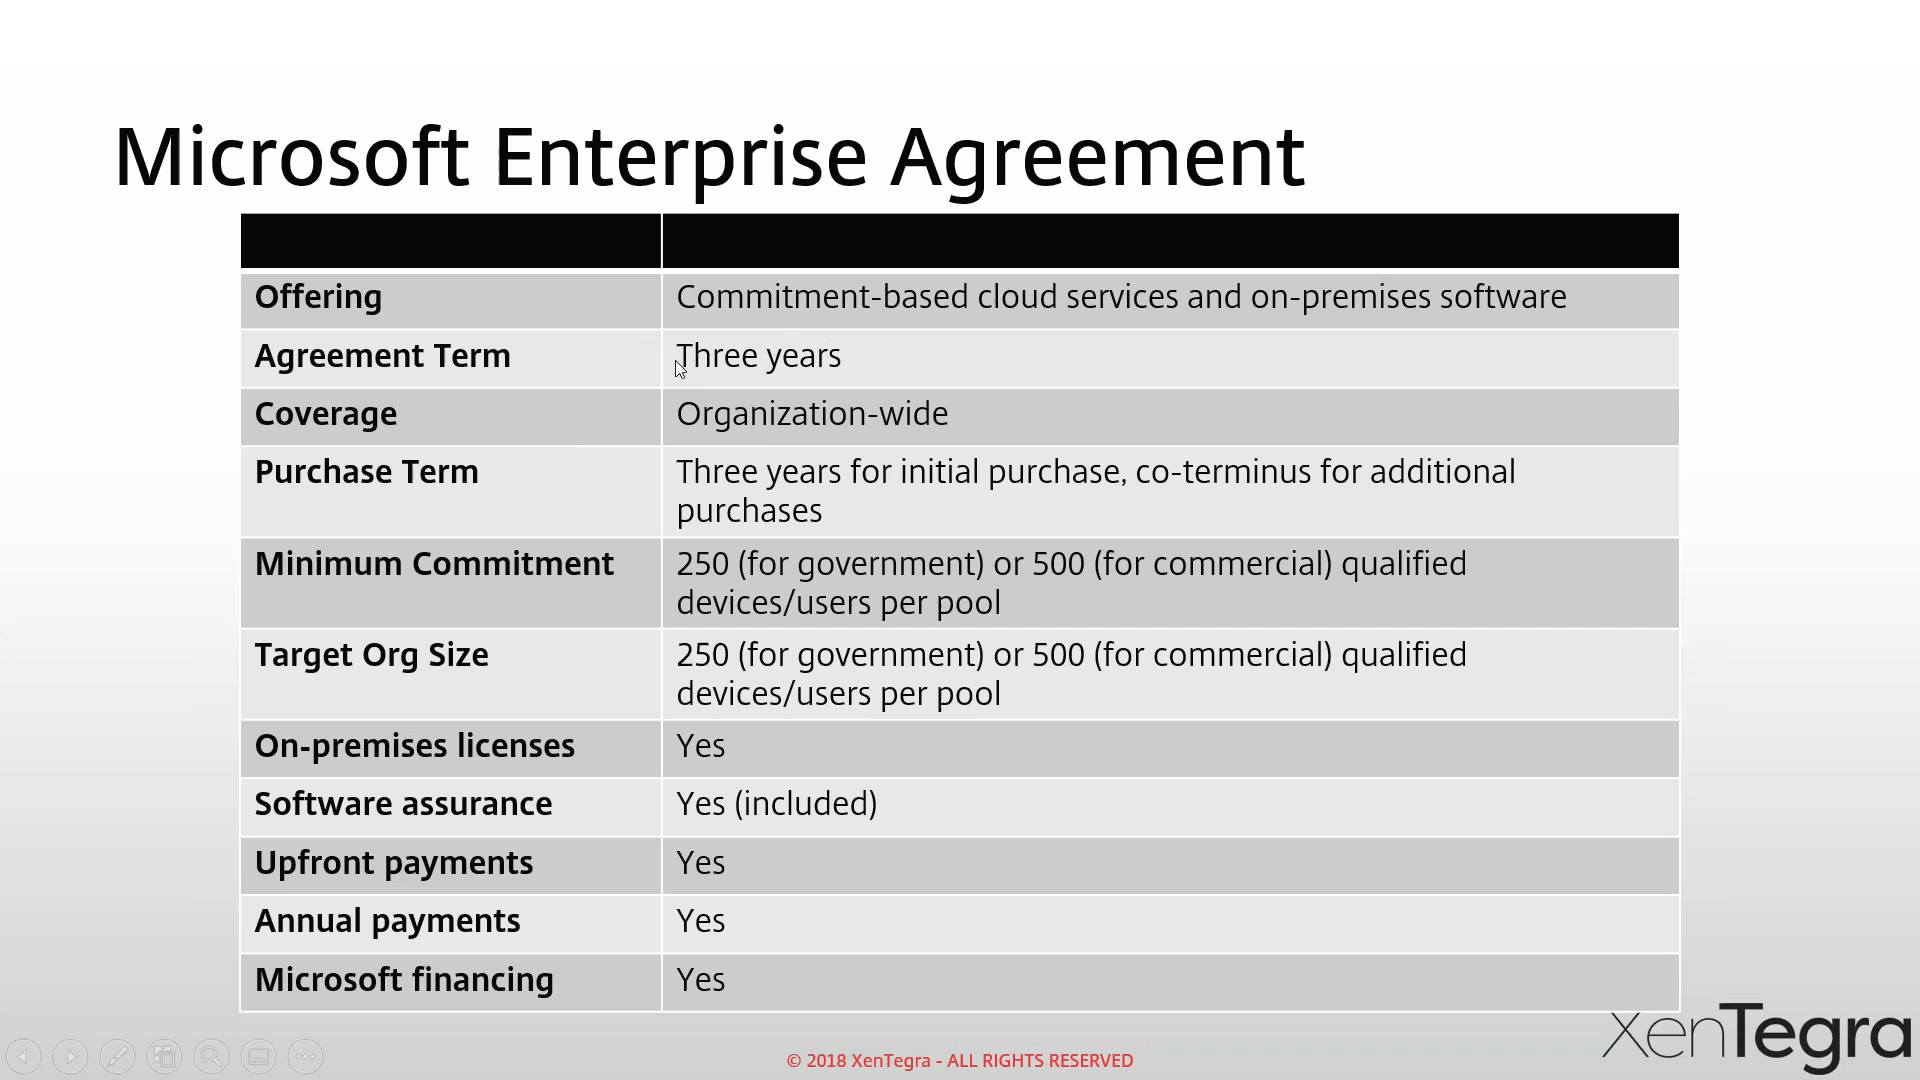 Microsoft Enterprise Agreement
Offering
Commitment-based cloud services and on-premises software
Agreement Term
Three years
Coverage
Organization-wide
Purchase Term
Three years for initial purchase, co-terminus for additional
purchases
Minimum Commitment
250 (for government) or 500 (for commercial) qualified
devices/users per pool
Target Org Size
250 (for government) or 500 (for commercial) qualified
devices/users per pool
On-premises licenses
Yes
Software assurance
Yes (included)
Upfront payments
Yes
Annual payments
Yes
Microsoft financing
Yes
© 2018 XenTegra - ALL RIGHTS RESERVED
XenTegra